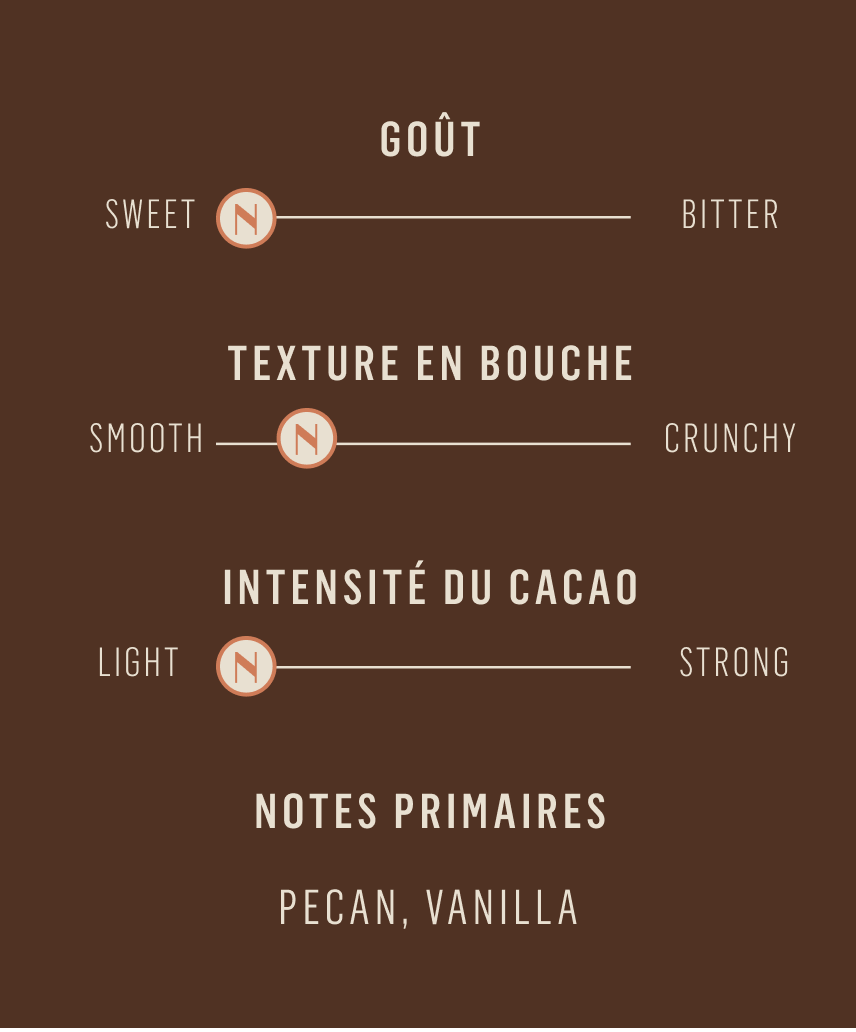 GOÛT
SWEET N BITTER
TEXTURE EN BOUCHE
SMOOTH N CRUNCHY
INTENSITÉ DU CACAO
LIGHT N STRONG
NOTES PRIMAIRES
PECAN, VANILLA